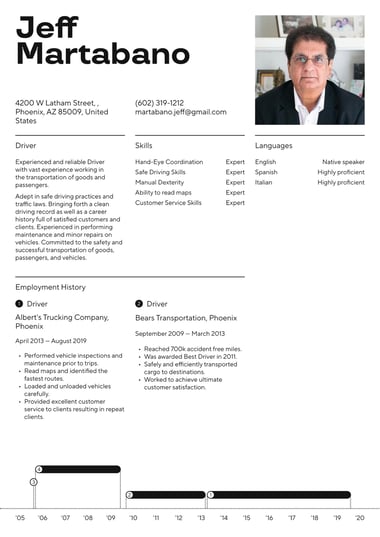 Jeff
Martabano
4200 W Latham Street, ,
Phoenix, AZ 85009, United
States
(602) 319-1212
martabano.jeff@gmail.com
Driver
Experienced and reliable Driver
with vast experience working in
the transportation of goods and
passengers.
Adept in safe driving practices and
traffic laws. Bringing forth a clean
driving record as well as a career
history full of satisfied customers and
clients. Experienced in performing
maintenance and minor repairs on
vehicles. Committed to the safety and
successful transportation of goods,
passengers, and vehicles.
Skills
Hand-Eye Coordination Expert
Safe Driving Skills Expert
Manual Dexterity Expert
Ability to read maps Expert
Customer Service Skills Expert
Languages
English Native speaker
Spanish Highly proficient
Italian Highly proficient
Employment History
1 Driver
Albert's Trucking Company,
Phoenix
April 2013 — August 2019
• Performed vehicle inspections and
maintenance prior to trips.
• Read maps and identified the
fastest routes.
• Loaded and unloaded vehicles
carefully.
• Provided excellent customer
service to clients resulting in repeat
clients.
2 Driver
Bears Transportation, Phoenix
September 2009 — March 2013
• Reached 700k accident free miles.
• Was awarded Best Driver in 2011.
• Safely and efficiently transported
cargo to destinations.
• Worked to achieve ultimate
customer satisfaction.
4
3
2 1
'05 '06 '07 '08 '09 '10 '11 '12 '13 '14 '15 '16 '17 '18 '19 '20